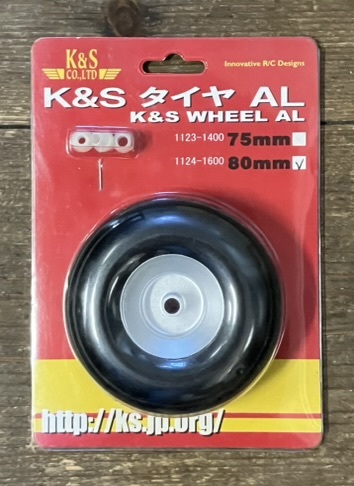 K&S
CO.,LTD
Innovative R/C Designs
K&S タイヤ AL
K&S WHEEL AL
1123-1400 75mm
1124-1600 80mm ✓
http://ks.jp.org/